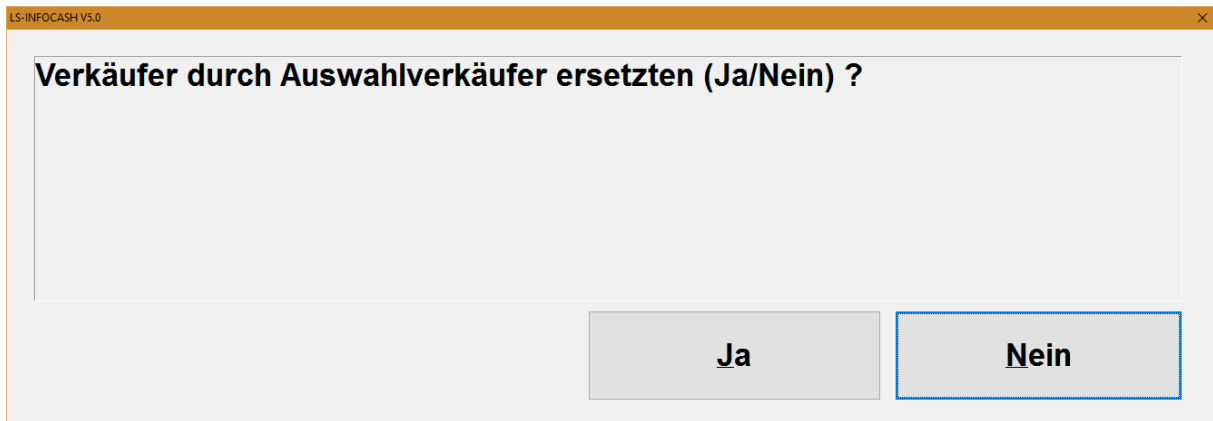 LS-INFOCASH V5.0
Verkäufer durch Auswahlverkäufer ersetzten (Ja/Nein) ?
Ja
Nein